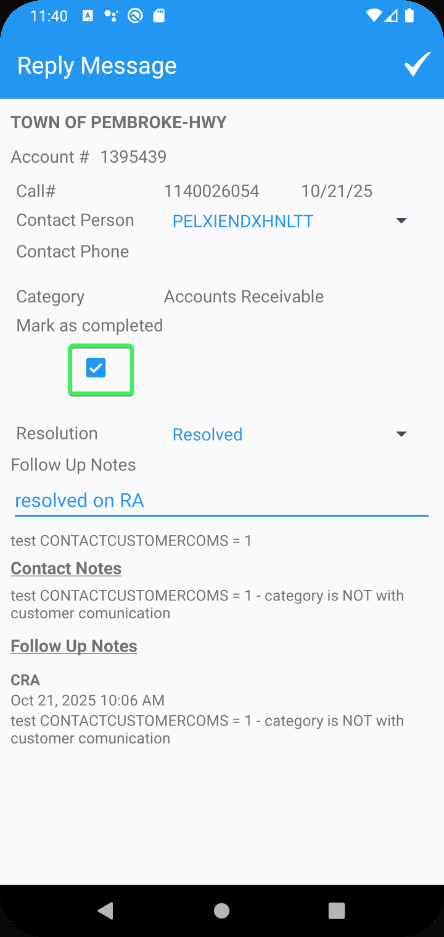 11:40
Reply Message
TOWN OF PEMBROKE-HWY
Account # 1395439
Call# 1140026054 10/21/25
Contact Person PELXIENDXHNLTT
Contact Phone
Category Accounts Receivable
Mark as completed
Resolution Resolved
Follow Up Notes
resolved on RA
test CONTACTCUSTOMERCOMS = 1
Contact Notes
test CONTACTCUSTOMERCOMS = 1 - category is NOT with
customer comunication
Follow Up Notes
CRA
Oct 21, 2025 10:06 AM
test CONTACTCUSTOMERCOMS = 1 - category is NOT with
customer comunication